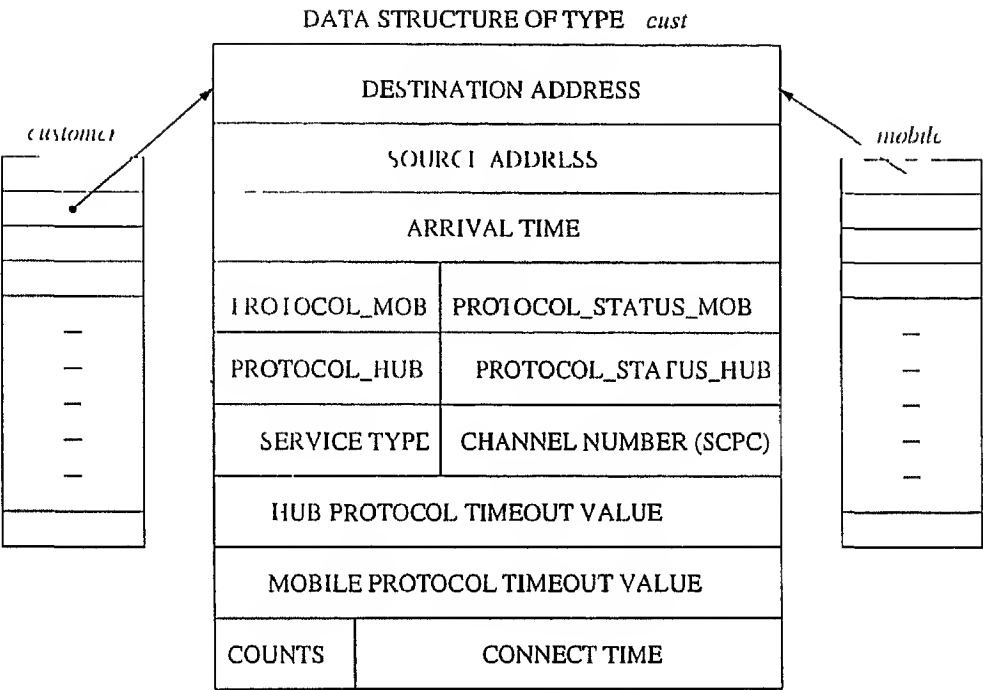 DATA STRUCTURE OF TYPE cust
DESTINATION ADDRESS
customer
mobile
SOURCE ADDRESS
ARRIVAL TIME
PROTOCOL_MOB PROTOCOL_STATUS_MOB
PROTOCOL_HUB PROTOCOL_STATUS_HUB
SERVICE TYPE CHANNEL NUMBER (SCPC)
HUB PROTOCOL TIMEOUT VALUE
MOBILE PROTOCOL TIMEOUT VALUE
COUNTS CONNECT TIME